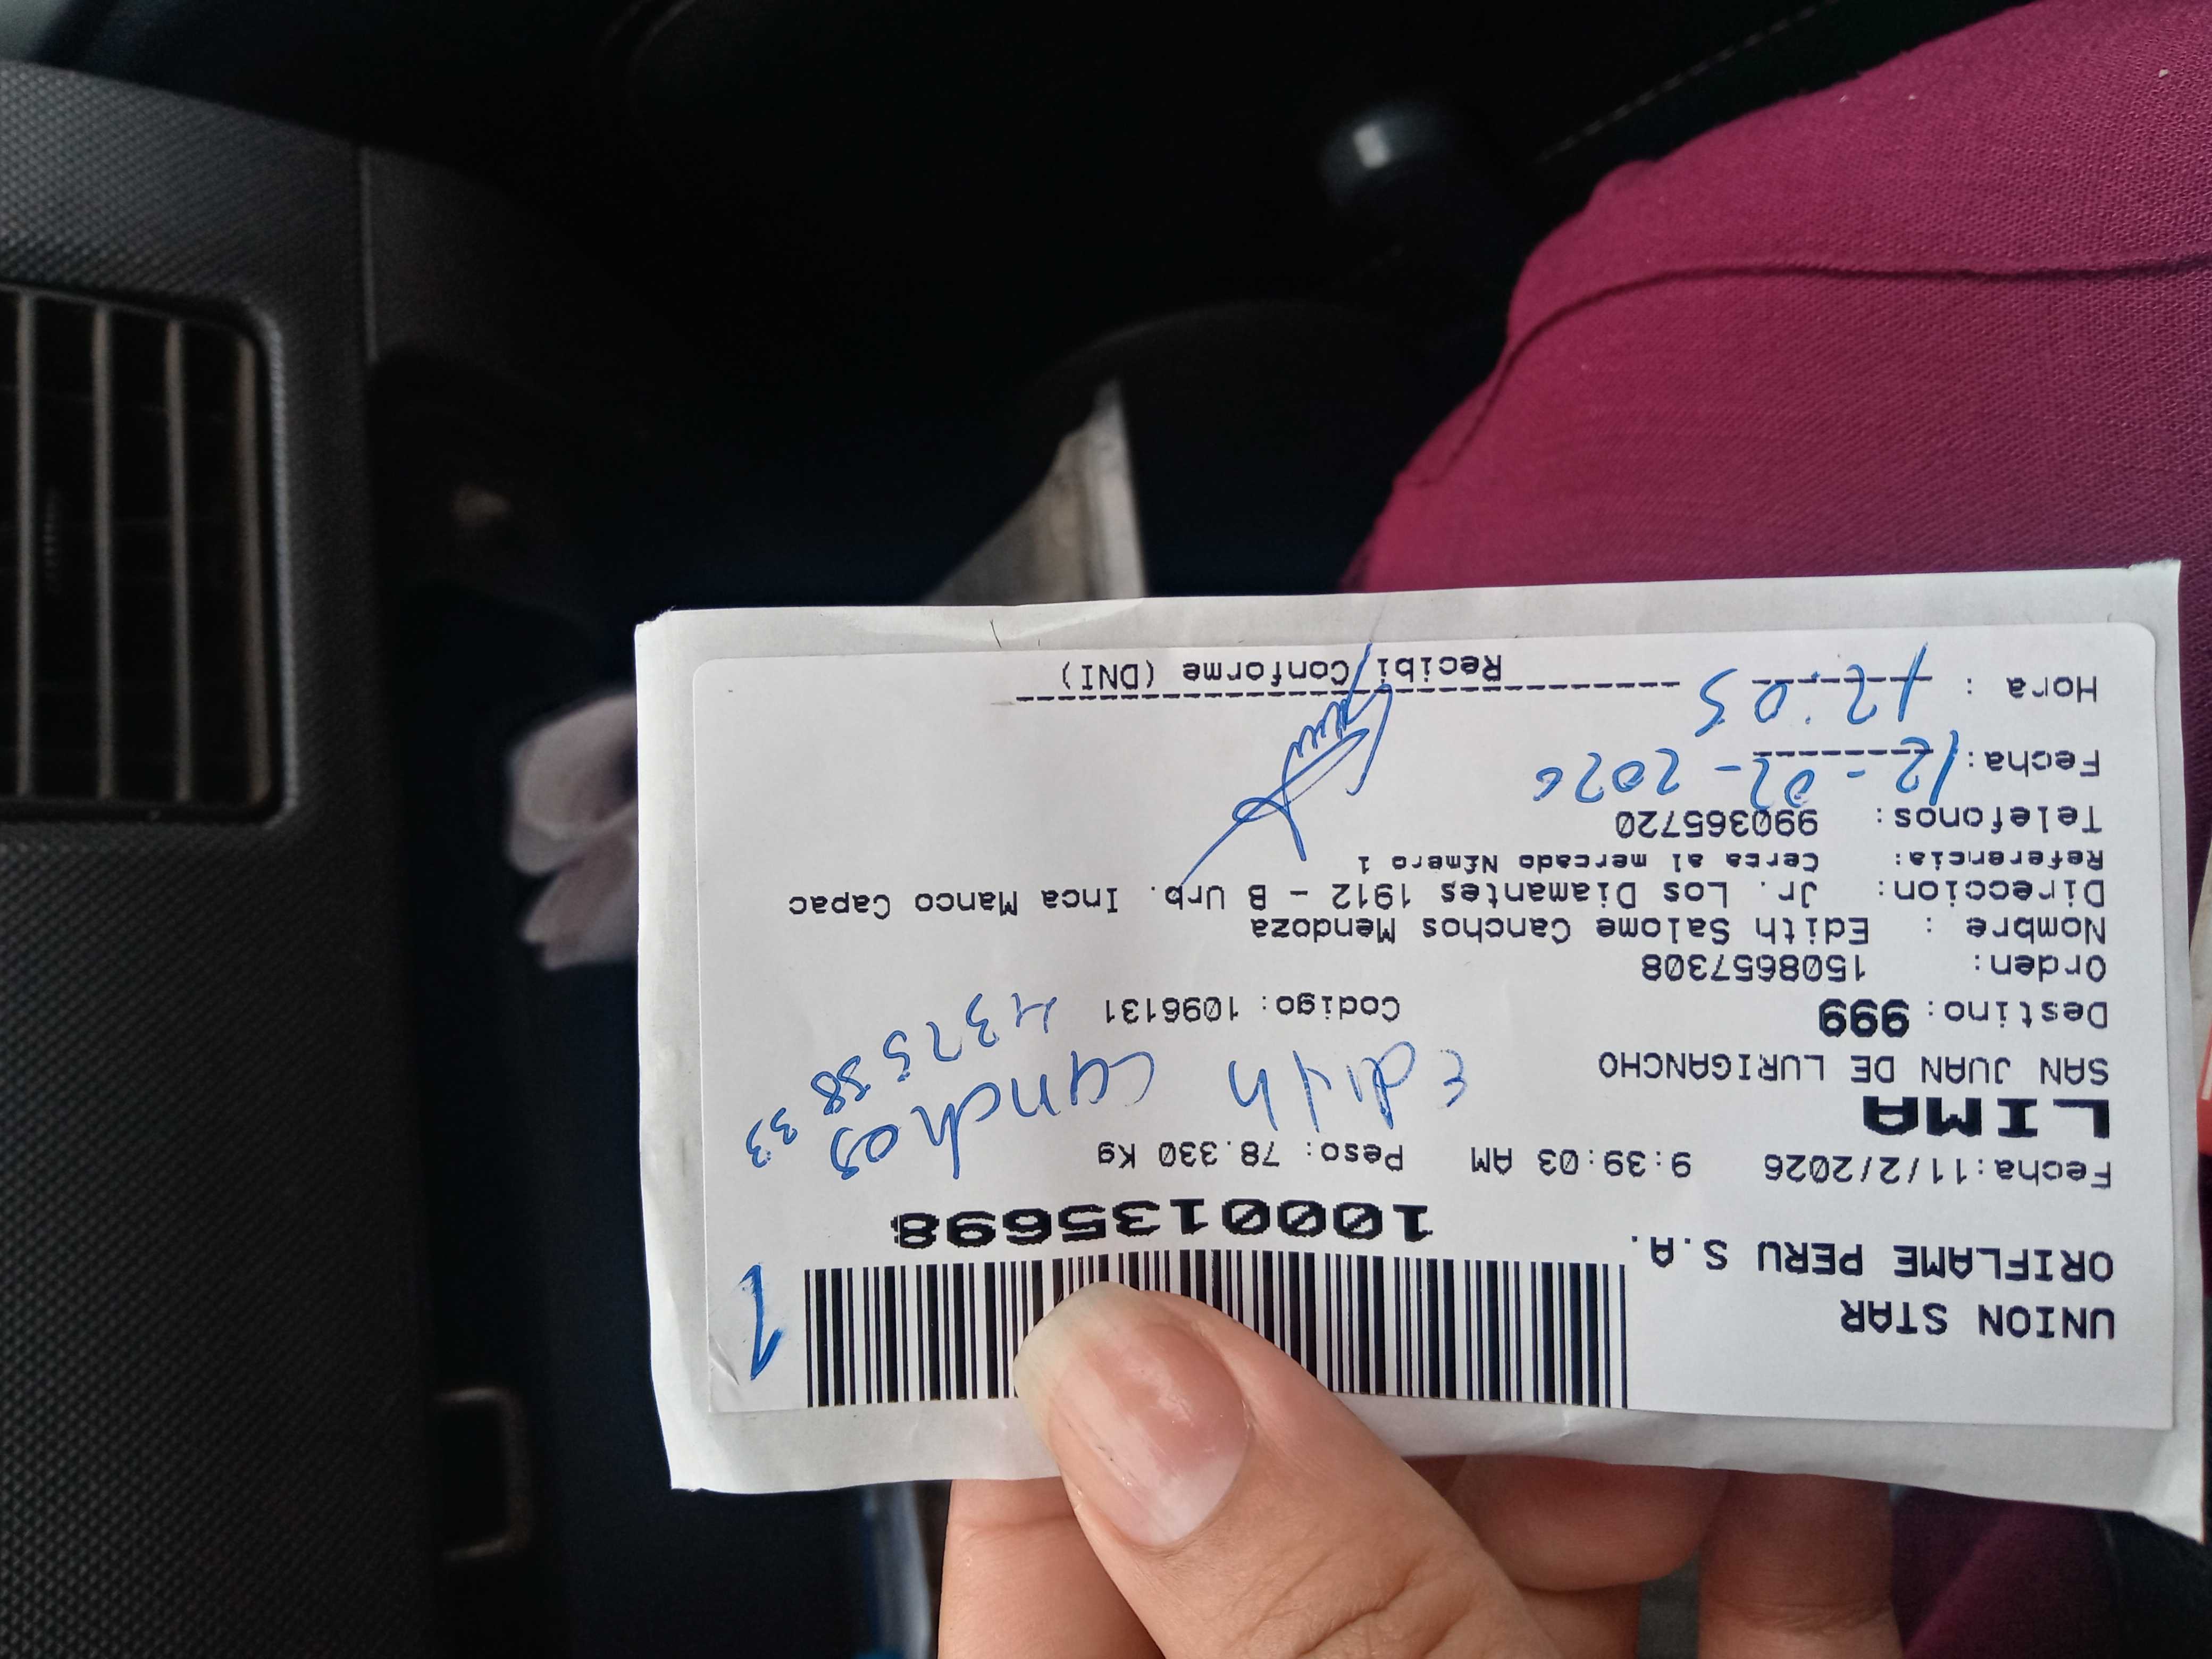 UNION STAR
ORIFLAME PERU S.A.
1000135698
1
Fecha:11/2/2026 9:39:03 AM Peso: 78.330 Kg
LIMA
SAN JUAN DE LURIGANCHO
Edith Canchos
Destino: 999 Codigo: 1096131
Orden: 1508657308
Nombre : Edith Salome Canchos Mendoza
Direccion: Jr. Los Diamantes 1912 - B Urb. Inca Manco Capac
Referencia: Cerca al mercado Número 1
Telefonos: 990365720
Fecha: 12-02-2026
Hora : 12:05
Recibi Conforme (DNI)